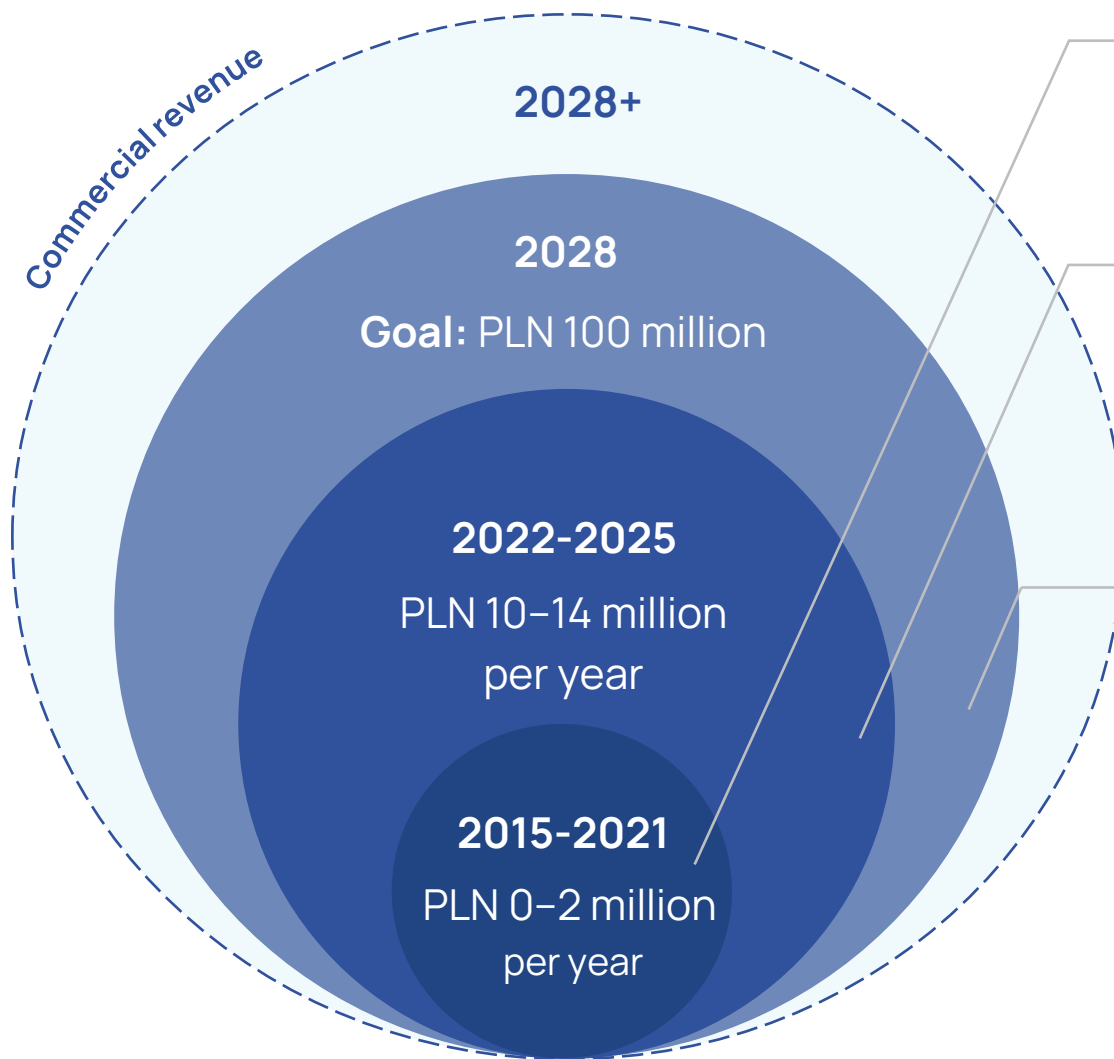 Commercial revenue
2028+
2028
Goal: PLN 100 million
2022-2025
PLN 10–14 million
per year
2015-2021
PLN 0–2 million
per year